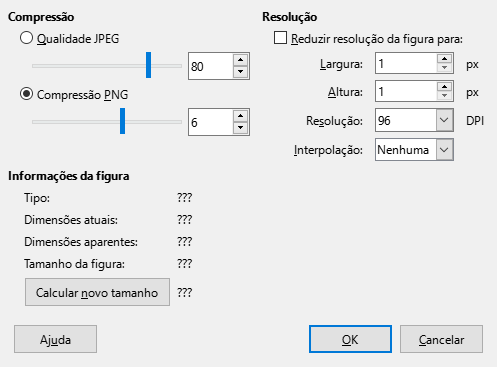 Compressão
Qualidade JPEG
80
Compressão PNG
6
Resolução
Reduzir resolução da figura para:
Largura: 1 px
Altura: 1 px
Resolução: 96 DPI
Interpolação: Nenhuma
Informações da figura
Tipo: ???
Dimensões atuais: ???
Dimensões aparentes: ???
Tamanho da figura: ???
Calcular novo tamanho ???
Ajuda
OK
Cancelar